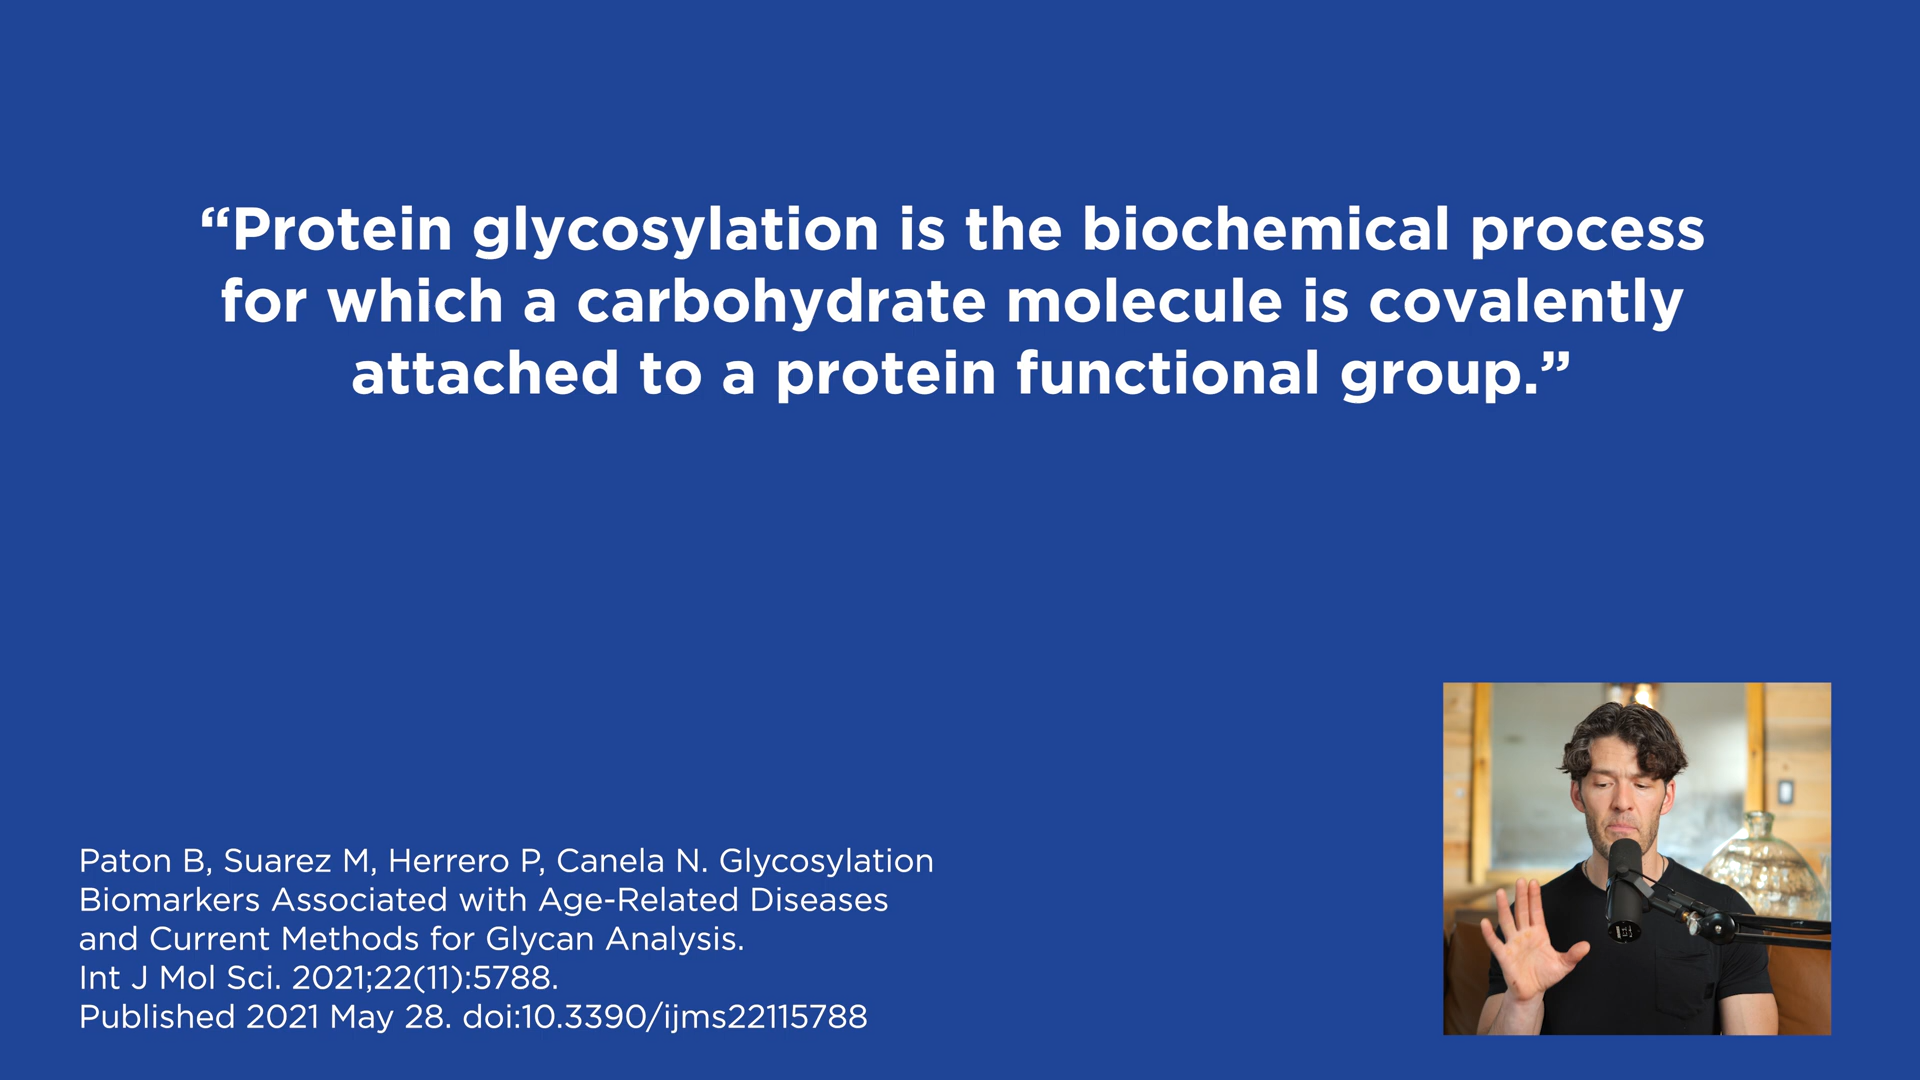 “Protein glycosylation is the biochemical process
for which a carbohydrate molecule is covalently
attached to a protein functional group.”
Paton B, Suarez M, Herrero P, Canela N. Glycosylation
Biomarkers Associated with Age-Related Diseases
and Current Methods for Glycan Analysis.
Int J Mol Sci. 2021;22(11):5788.
Published 2021 May 28. doi:10.3390/ijms22115788